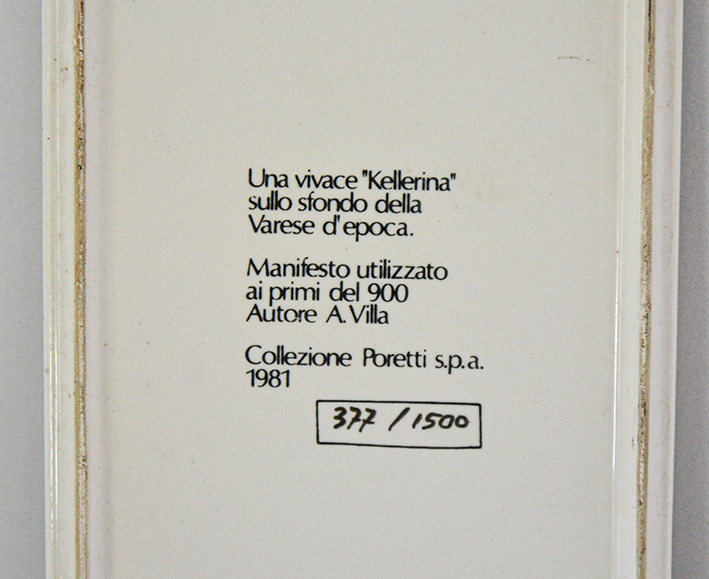 Una vivace "Kellerina"
sullo sfondo della
Varese d'epoca.
Manifesto utilizzato
ai primi del 900
Autore A. Villa
Collezione Poretti s.p.a.
1981
377 / 1500